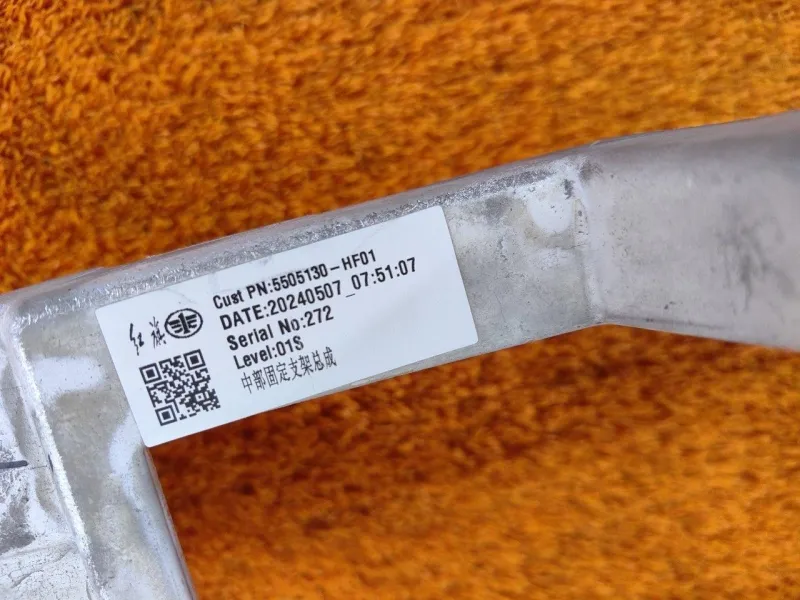 红旗
Cust PN:5505130-HF01
DATE:20240507_07:51:07
Serial No:272
Level:01S
中部固定支架总成